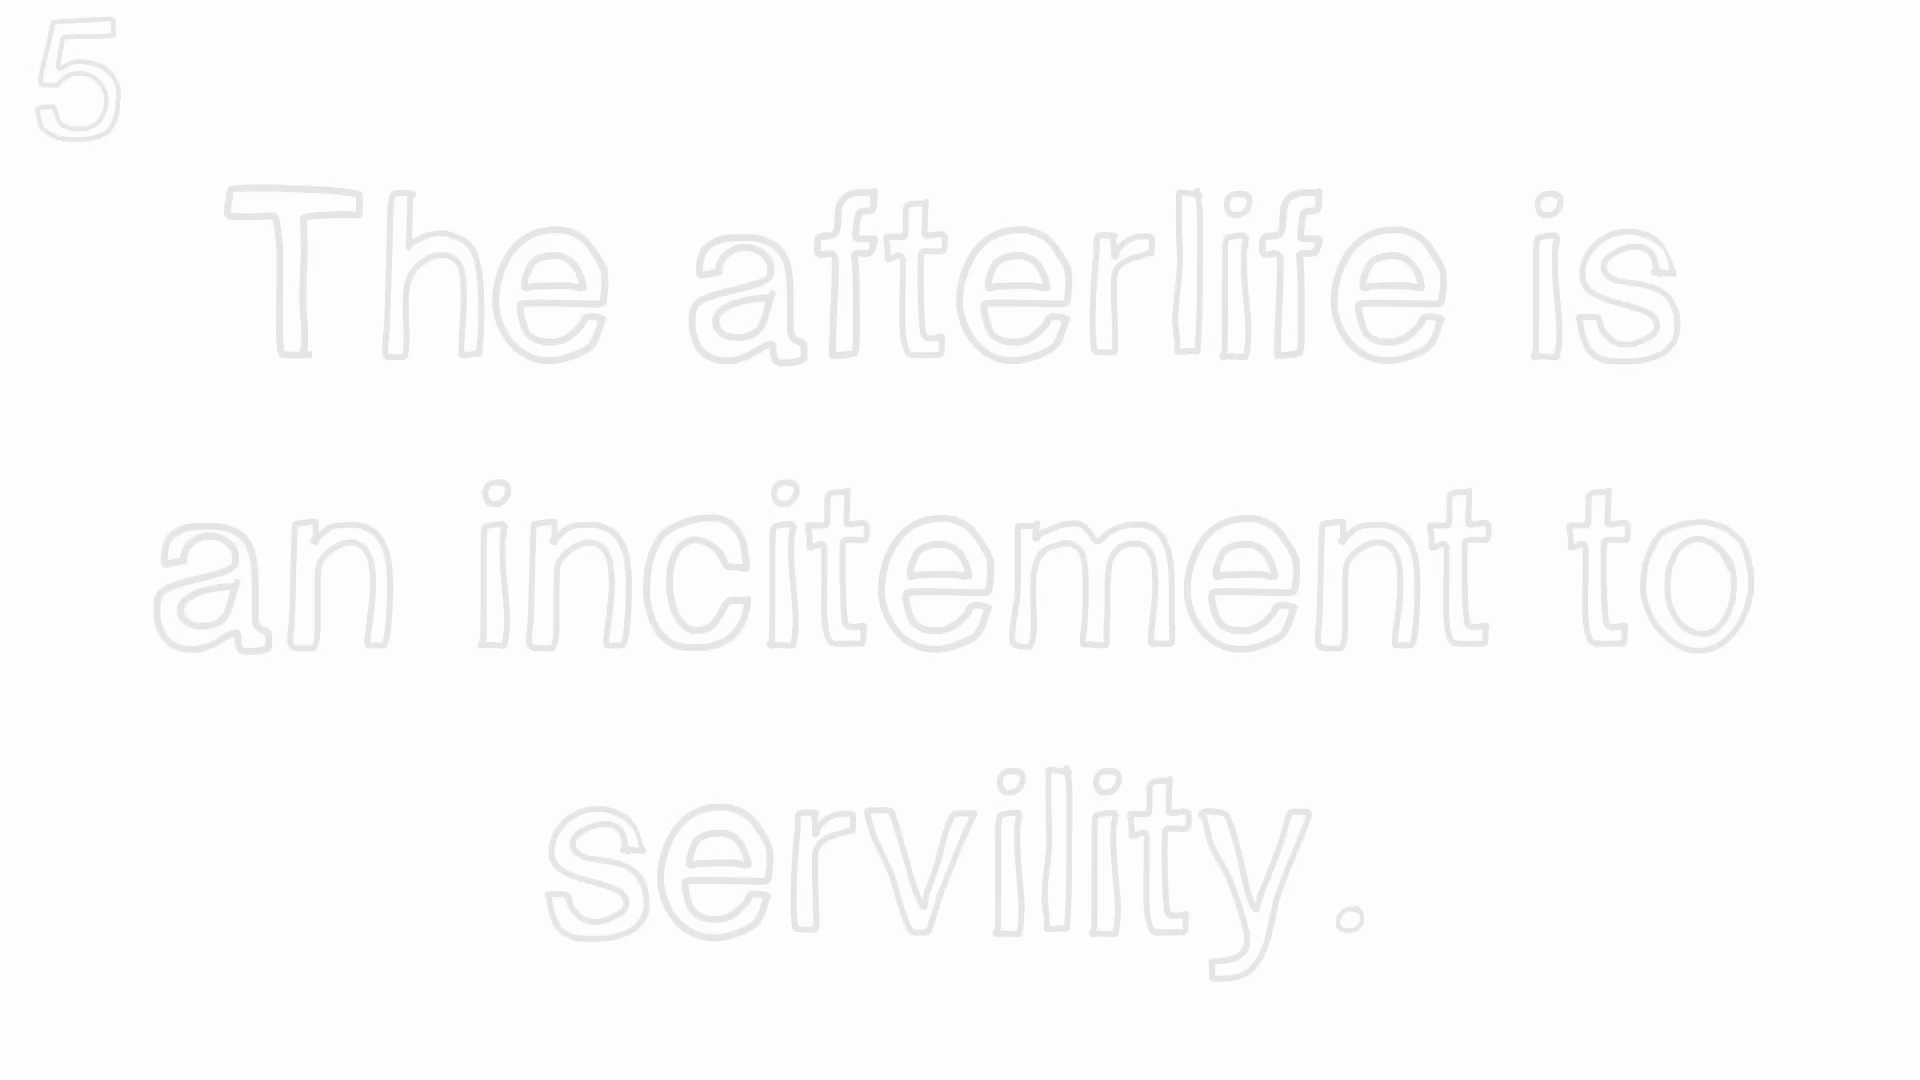 5
The afterlife is
an incitement to
servility.